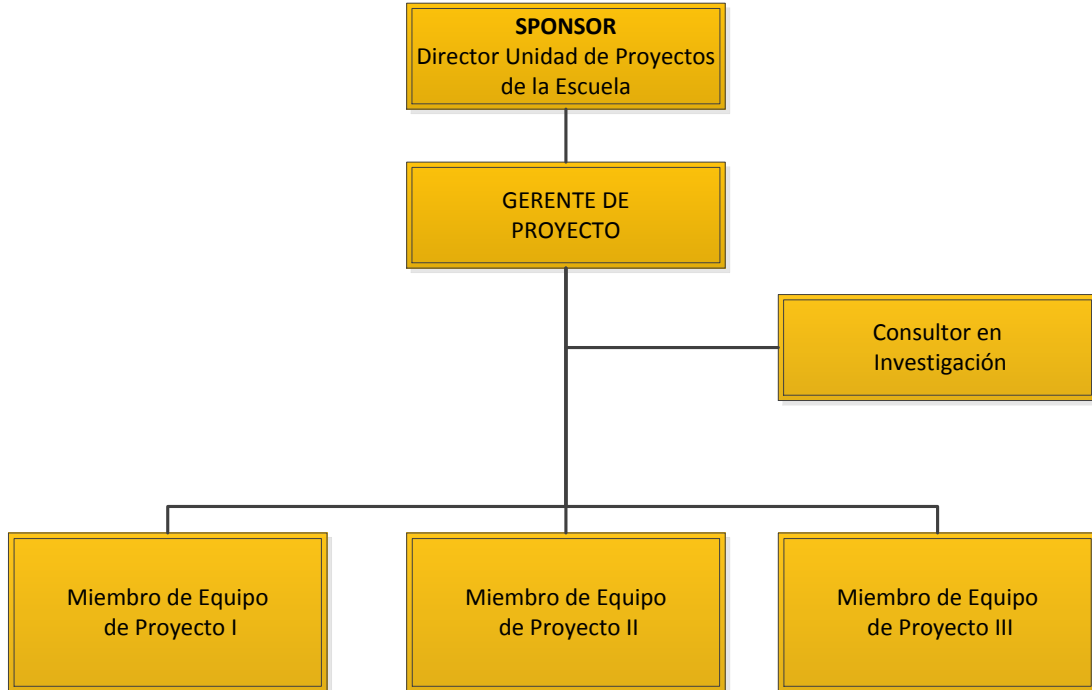 SPONSOR
Director Unidad de Proyectos
de la Escuela
GERENTE DE
PROYECTO
Consultor en
Investigación
Miembro de Equipo
de Proyecto I
Miembro de Equipo
de Proyecto II
Miembro de Equipo
de Proyecto III